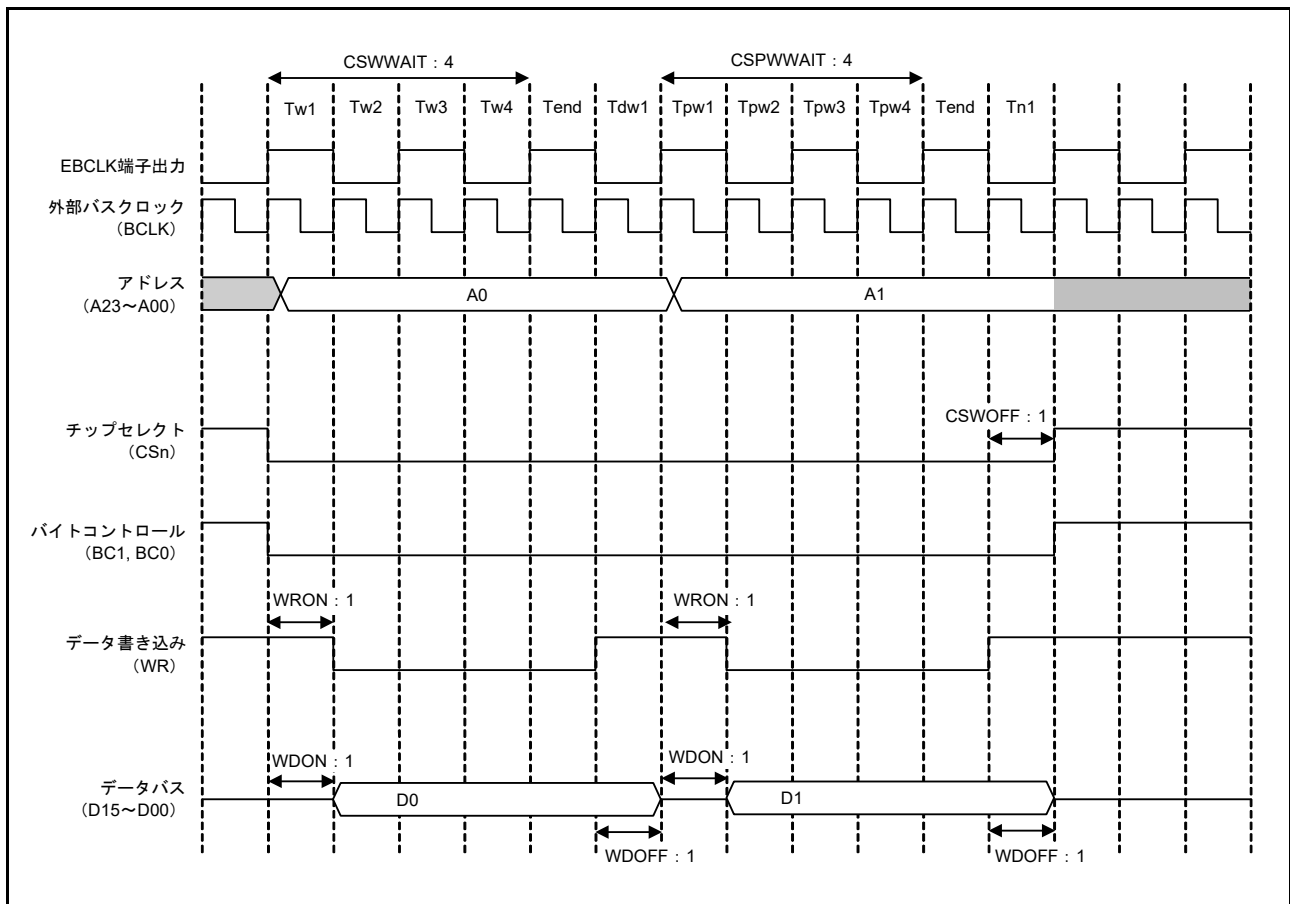 CSWWAIT：4 CSPWWAIT：4
Tw1 Tw2 Tw3 Tw4 Tend Tdw1 Tpw1 Tpw2 Tpw3 Tpw4 Tend Tn1
EBCLK端子出力
外部バスクロック
（BCLK）
アドレス
（A23～A00）
A0 A1
CSWOFF：1
チップセレクト
（CSn）
バイトコントロール
（BC1, BC0）
WRON：1 WRON：1
データ書き込み
（WR）
WDON：1 WDON：1
データバス
（D15～D00）
D0 D1
WDOFF：1 WDOFF：1